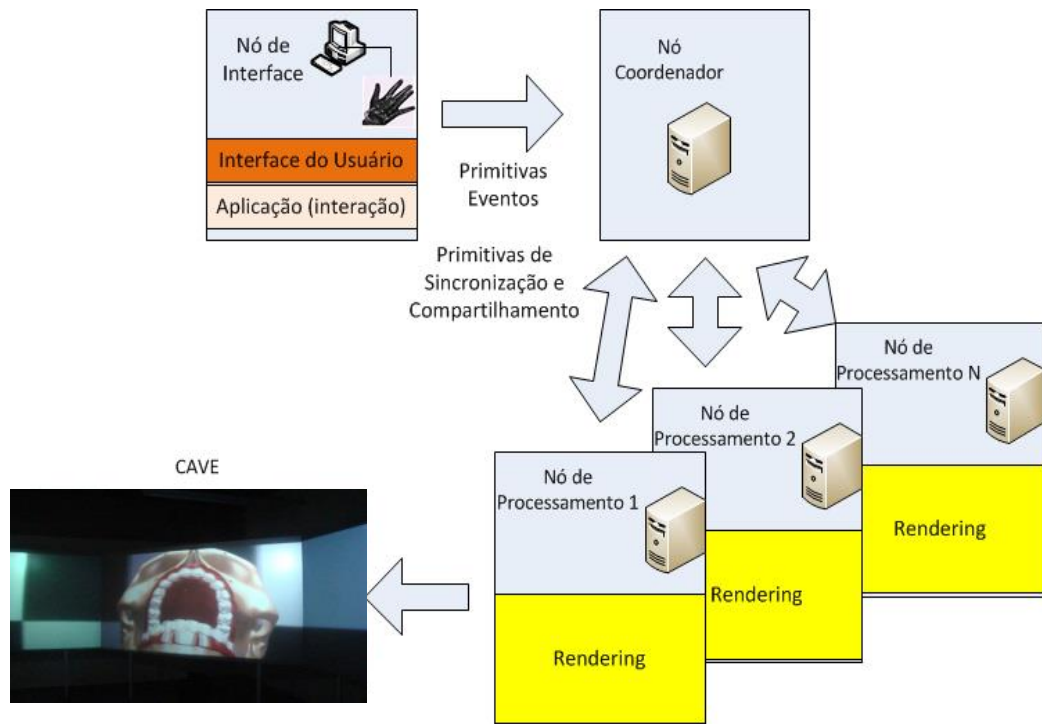 Nó de
Interface
Interface do Usuário
Aplicação (interação)
Primitivas
Eventos
Nó
Coordenador
Primitivas de
Sincronização e
Compartilhamento
Nó de
Processamento N
Rendering
Nó de
Processamento 2
Rendering
Nó de
Processamento 1
Rendering
CAVE